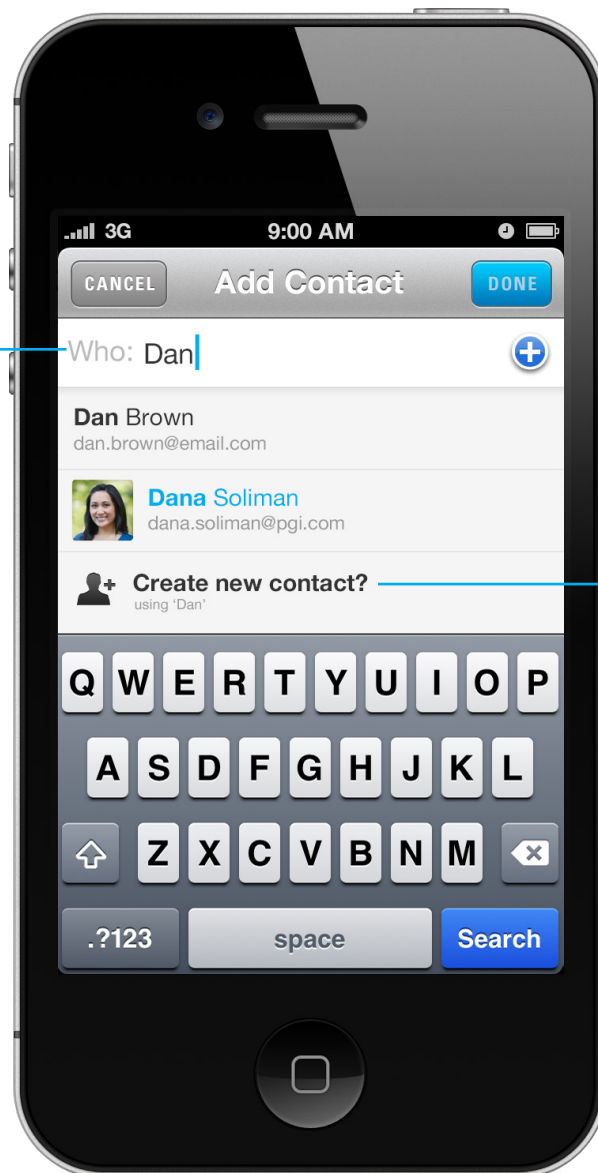 3G 9:00 AM
CANCEL Add Contact DONE
Who: Dan
Dan Brown
dan.brown@email.com
Dana Soliman
dana.soliman@pgi.com
Create new contact?
using ‘Dan’
Q W E R T Y U I O P
A S D F G H J K L
Z X C V B N M
.?123 space Search